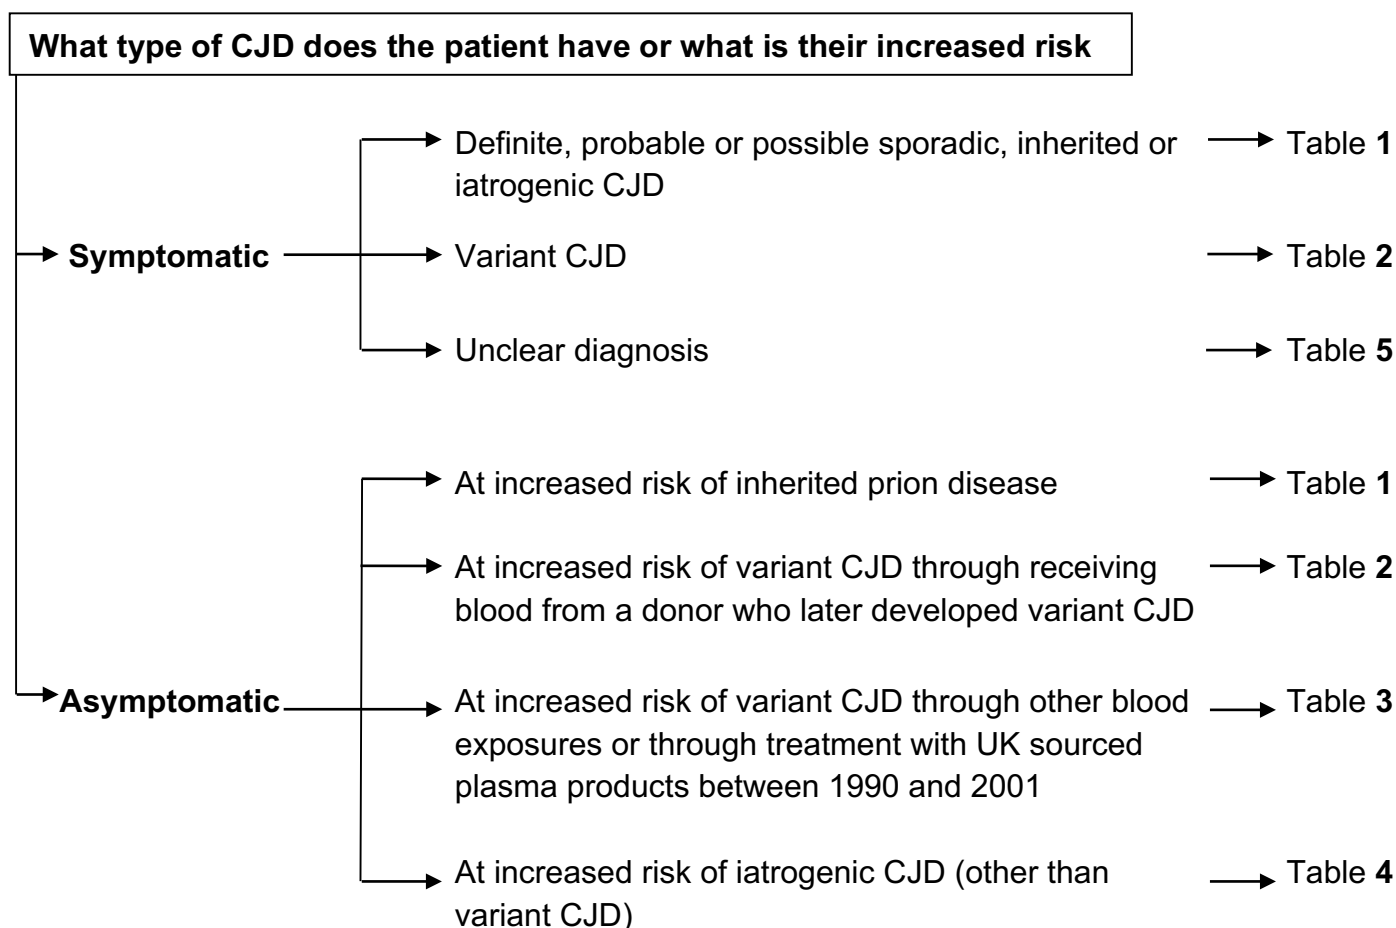 What type of CJD does the patient have or what is their increased risk
Definite, probable or possible sporadic, inherited or
iatrogenic CJD
Table 1
Symptomatic
Variant CJD
Table 2
Unclear diagnosis
Table 5
At increased risk of inherited prion disease
Table 1
At increased risk of variant CJD through receiving
blood from a donor who later developed variant CJD
Table 2
Asymptomatic
At increased risk of variant CJD through other blood
exposures or through treatment with UK sourced
plasma products between 1990 and 2001
Table 3
At increased risk of iatrogenic CJD (other than
variant CJD)
Table 4